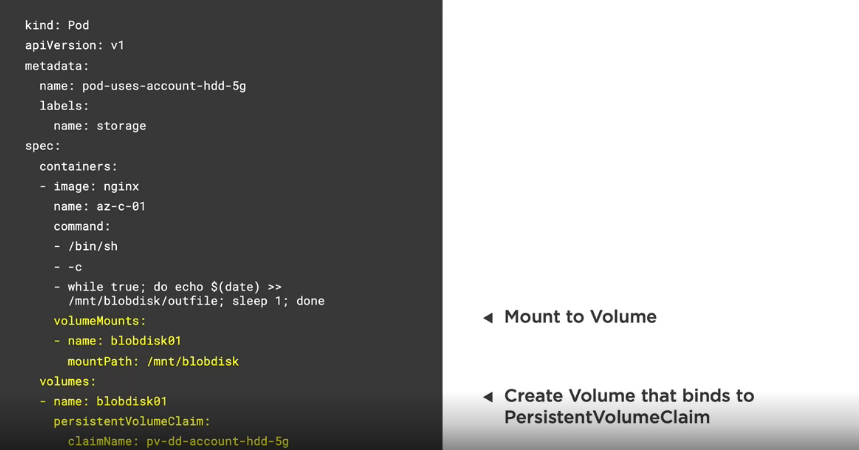 kind: Pod
apiVersion: v1
metadata:
  name: pod-uses-account-hdd-5g
  labels:
    name: storage
spec:
  containers:
  - image: nginx
    name: az-c-01
    command:
    - /bin/sh
    - -c
    - while true; do echo $(date) >>
      /mnt/blobdisk/outfile; sleep 1; done
    volumeMounts:
    - name: blobdisk01
      mountPath: /mnt/blobdisk
  volumes:
  - name: blobdisk01
    persistentVolumeClaim:
      claimName: pv-dd-account-hdd-5g
◀ Mount to Volume
◀ Create Volume that binds to
PersistentVolumeClaim